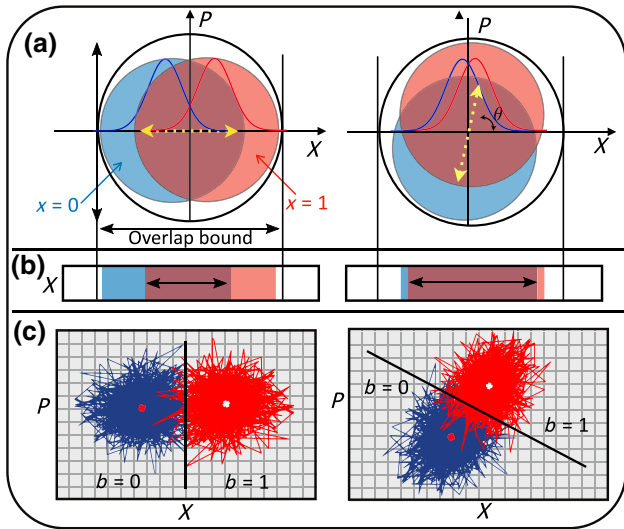 (a)
P
X
x = 0
x = 1
Overlap bound
P
θ
X
(b)
X
(c)
P
b = 0
b = 1
X
P
b = 0
b = 1
X